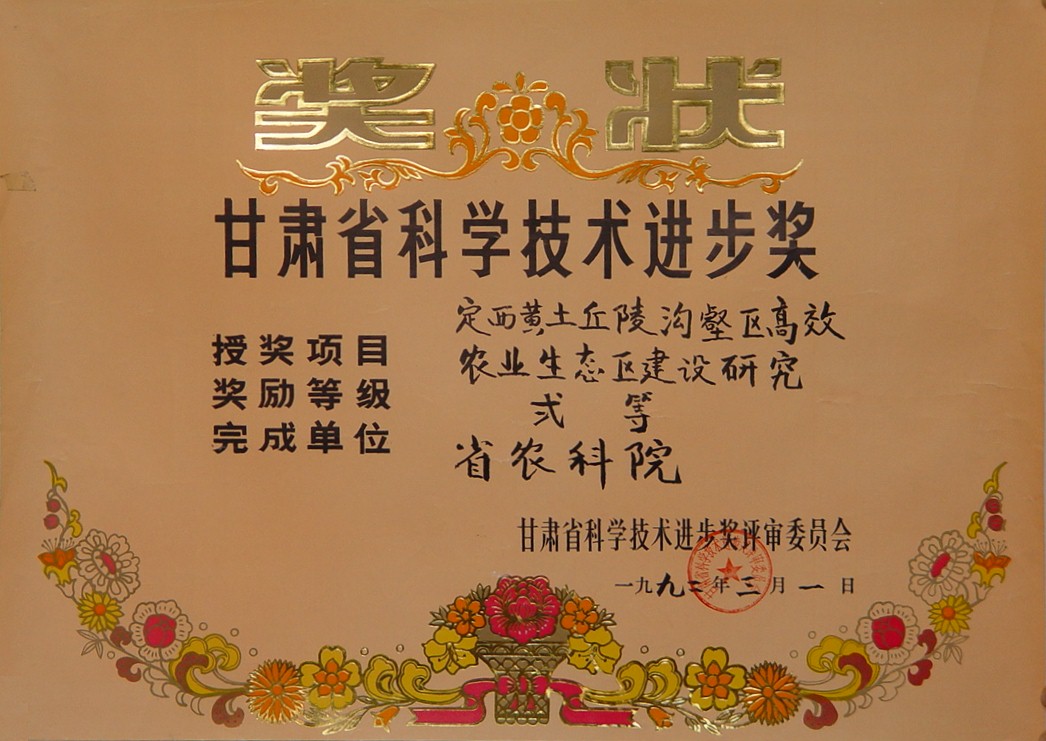 奖状
甘肃省科学技术进步奖
授奖项目 定西黄土丘陵沟壑区高效
农业生态区建设研究
奖励等级 弍等
完成单位 省农科院
甘肃省科学技术进步奖评审委员会
一九九二年三月一日